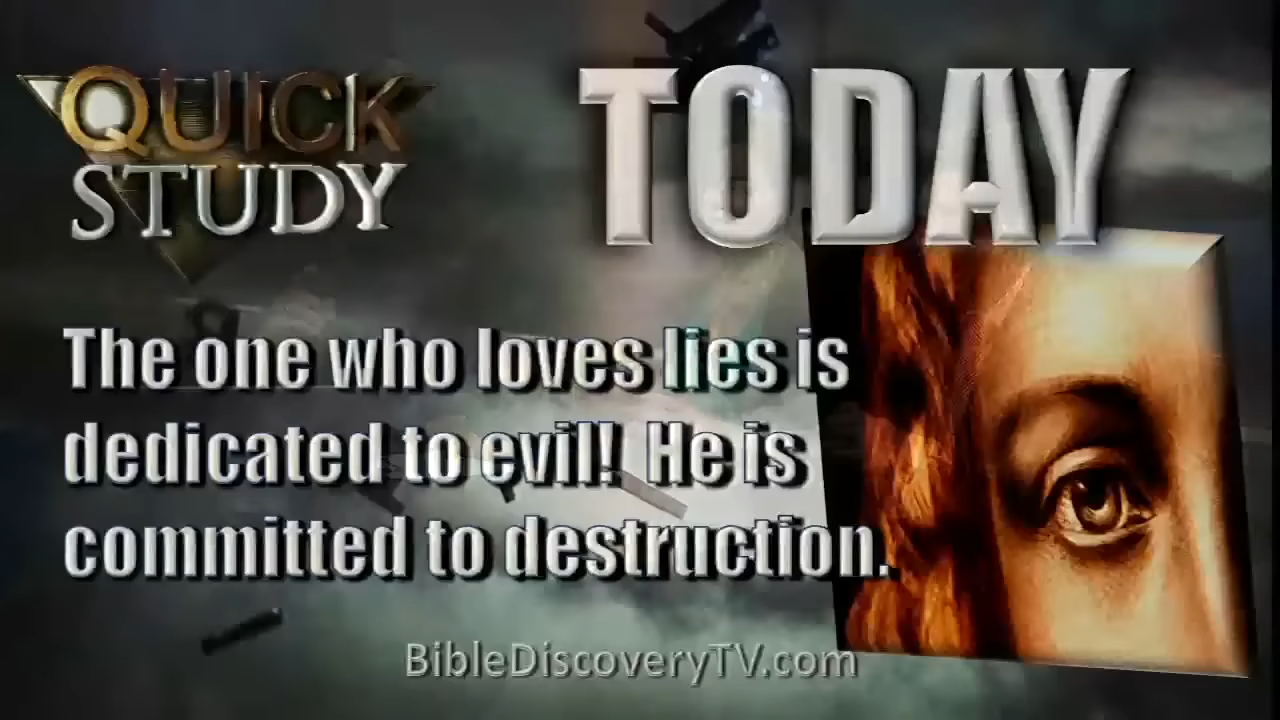 QUICK
STUDY
TODAY
The one who loves lies is
dedicated to evil! He is
committed to destruction.
BibleDiscoveryTV.com